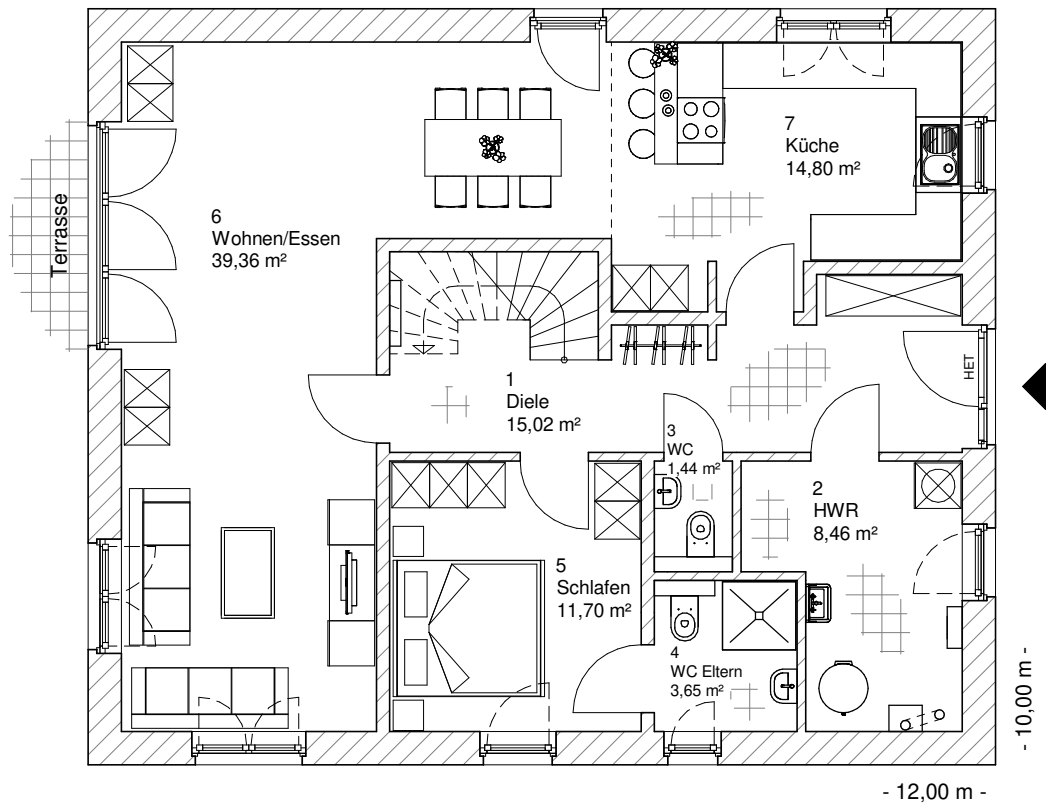 7
Küche
14,80 m²
Terrasse
6
Wohnen/Essen
39,36 m²
1
Diele
15,02 m²
HET
3
WC
1,44 m²
2
HWR
8,46 m²
5
Schlafen
11,70 m²
4
WC Eltern
3,65 m²
- 10,00 m -
- 12,00 m -